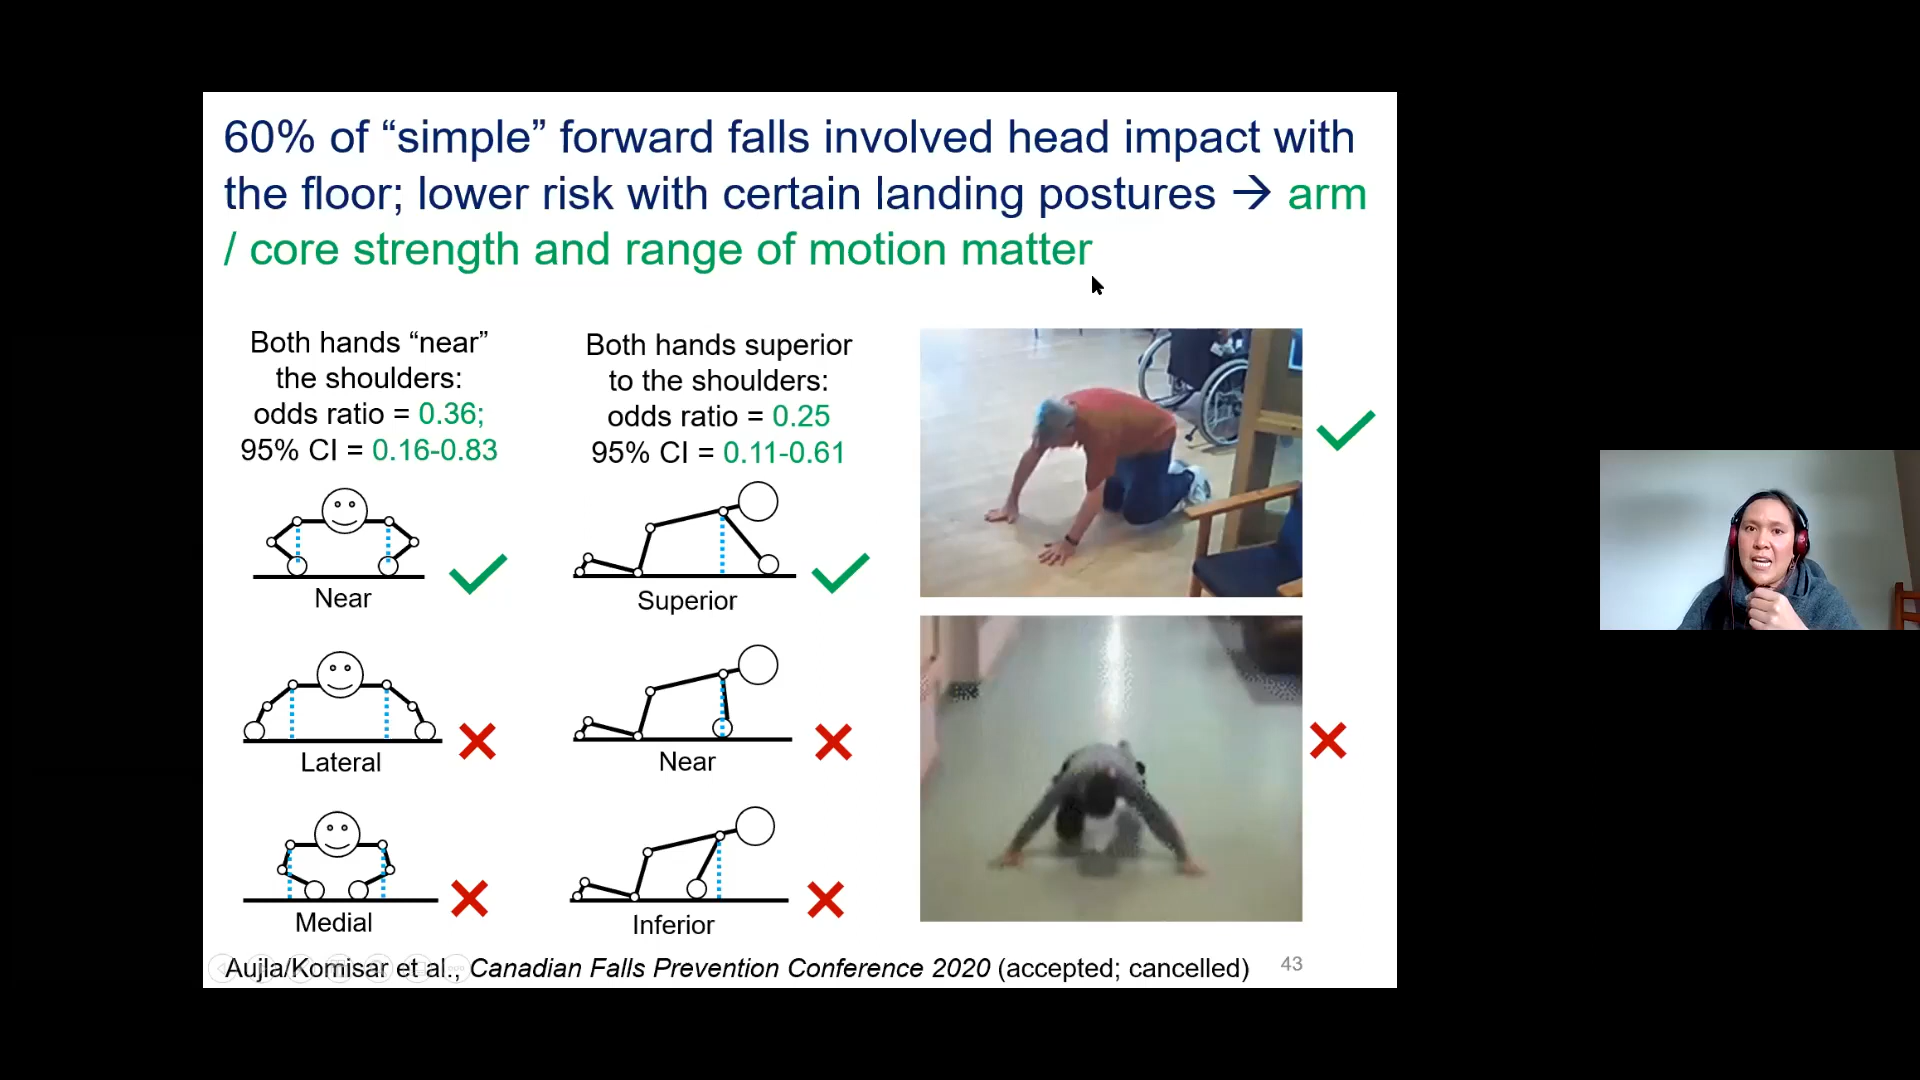 60% of “simple” forward falls involved head impact with
the floor; lower risk with certain landing postures → arm
/ core strength and range of motion matter
Both hands “near”
the shoulders:
odds ratio = 0.36;
95% CI = 0.16-0.83
Near
Lateral
Medial
Both hands superior
to the shoulders:
odds ratio = 0.25
95% CI = 0.11-0.61
Superior
Near
Inferior
Aujla/Komisar et al., Canadian Falls Prevention Conference 2020 (accepted; cancelled)
43